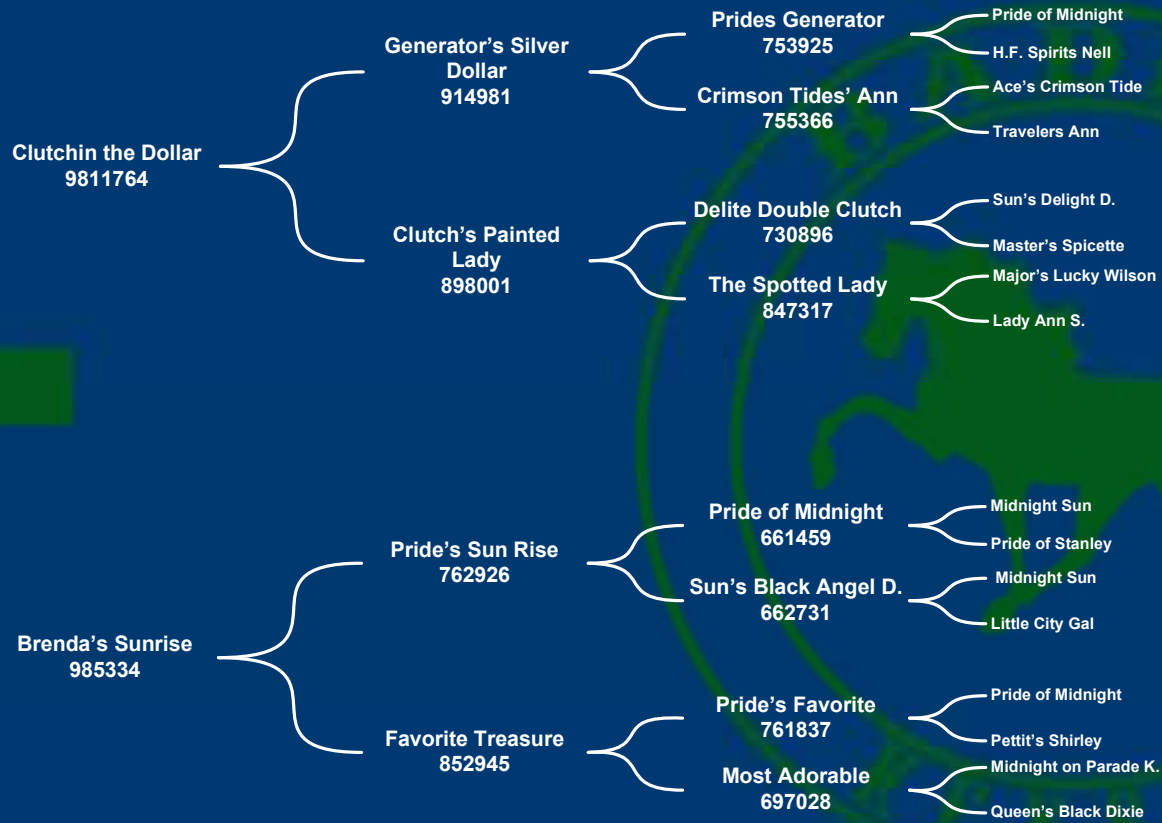 Clutchin the Dollar
9811764
Generator's Silver
Dollar
914981
Prides Generator
753925
Pride of Midnight
H.F. Spirits Nell
Crimson Tides' Ann
755366
Ace's Crimson Tide
Travelers Ann
Clutch's Painted
Lady
898001
Delite Double Clutch
730896
Sun's Delight D.
Master's Spicette
The Spotted Lady
847317
Major's Lucky Wilson
Lady Ann S.
Brenda's Sunrise
985334
Pride's Sun Rise
762926
Pride of Midnight
661459
Midnight Sun
Pride of Stanley
Sun's Black Angel D.
662731
Midnight Sun
Little City Gal
Favorite Treasure
852945
Pride's Favorite
761837
Pride of Midnight
Pettit's Shirley
Most Adorable
697028
Midnight on Parade K.
Queen's Black Dixie